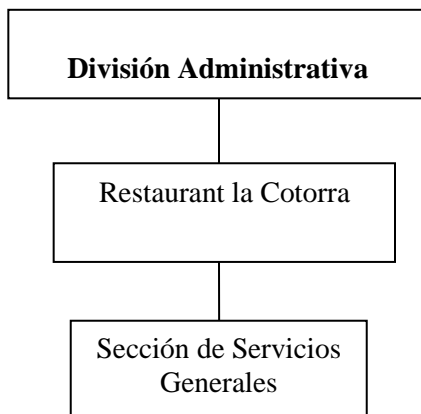 División Administrativa
Restaurant la Cotorra
Sección de Servicios
Generales